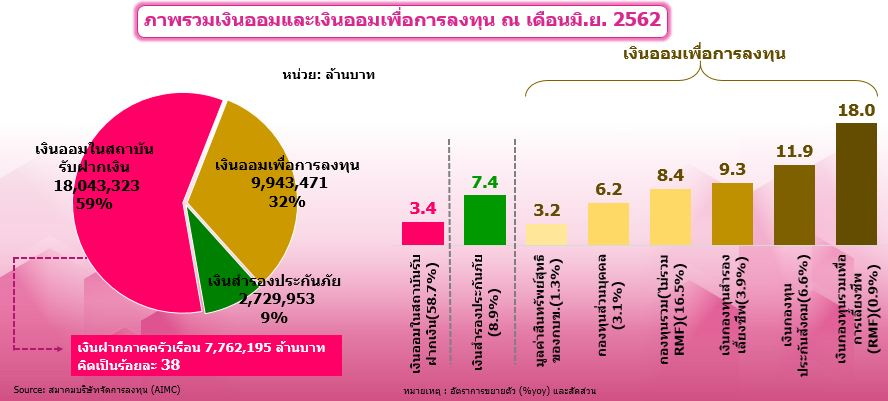 ภาพรวมเงินออมและเงินออมเพื่อการลงทุน ณ เดือนมิ.ย. 2562
หน่วย: ล้านบาท
เงินออมในสถาบัน
รับฝากเงิน
18,043,323
59%
เงินออมเพื่อการลงทุน
9,943,471
32%
เงินสำรองประกันภัย
2,729,953
9%
เงินฝากภาคครัวเรือน 7,762,195 ล้านบาท
คิดเป็นร้อยละ 38
Source: สมาคมบริษัทจัดการลงทุน (AIMC)
เงินออมเพื่อการลงทุน
3.4
7.4
3.2
6.2
8.4
9.3
11.9
18.0
เงินออมในสถาบันรับ
ฝากเงิน(58.7%)
เงินสำรองประกันภัย
(8.9%)
มูลค่าสินทรัพย์สุทธิ
ของกบข.(1.3%)
กองทุนส่วนบุคคล
(3.1%)
กองทุนรวม(ไม่รวม
RMF)(16.5%)
เงินกองทุนสำรอง
เลี้ยงชีพ(3.9%)
เงินกองทุน
ประกันสังคม(6.6%)
เงินกองทุนรวมเพื่อ
การเลี้ยงชีพ
(RMF)(0.9%)
หมายเหตุ : อัตราการขยายตัว (%yoy) และสัดส่วน